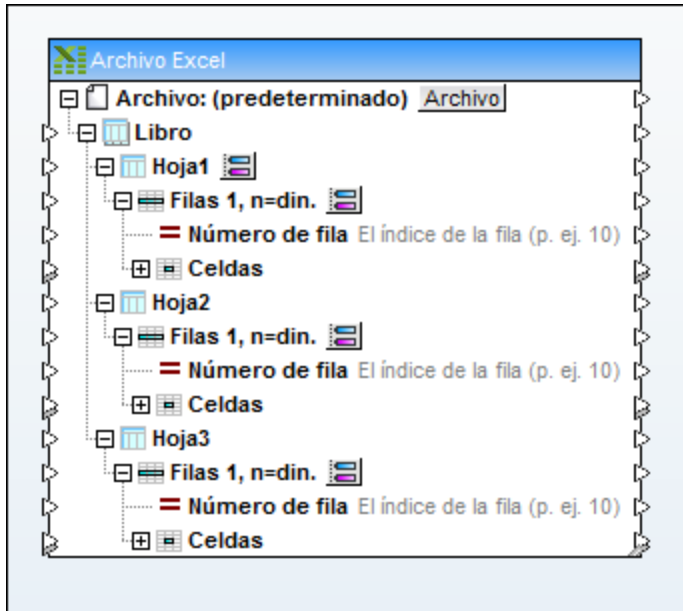 Archivo Excel
Archivo: (predeterminado) Archivo
Libro
Hoja1
Filas 1, n=din.
Número de fila El índice de la fila (p. ej. 10)
Celdas
Hoja2
Filas 1, n=din.
Número de fila El índice de la fila (p. ej. 10)
Celdas
Hoja3
Filas 1, n=din.
Número de fila El índice de la fila (p. ej. 10)
Celdas